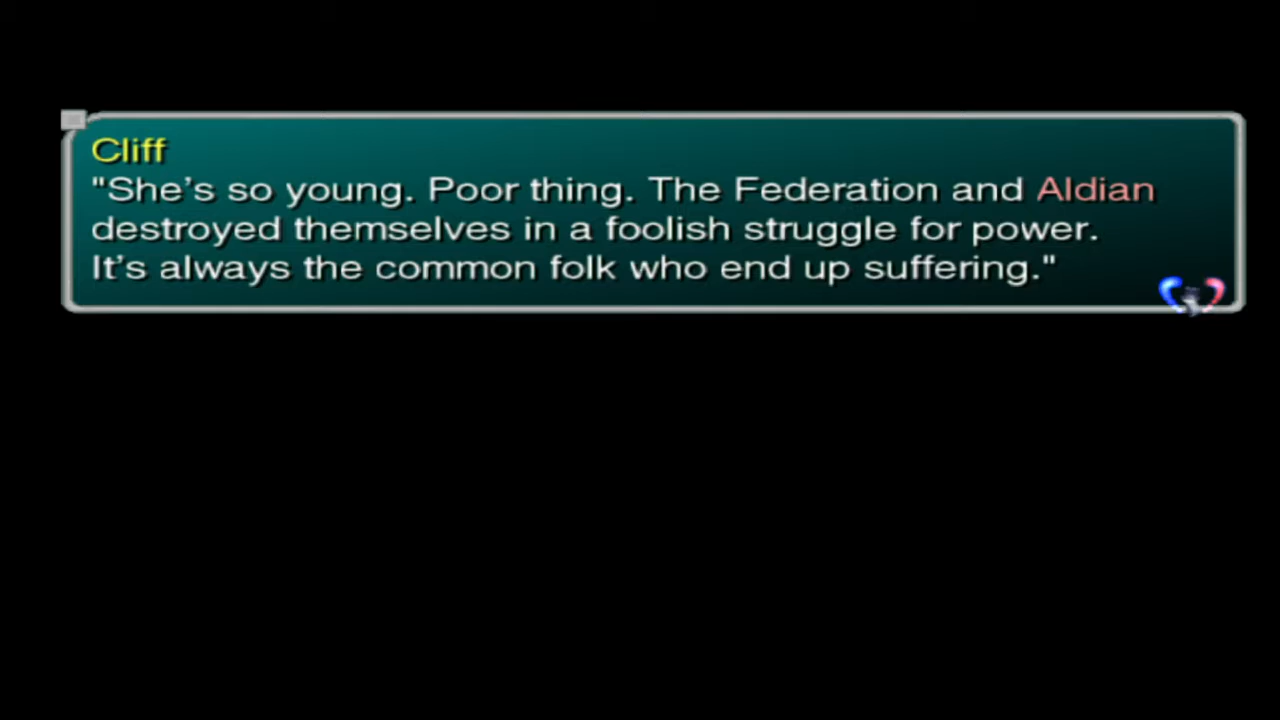 Cliff
"She's so young. Poor thing. The Federation and Aldian
destroyed themselves in a foolish struggle for power.
It's always the common folk who end up suffering."